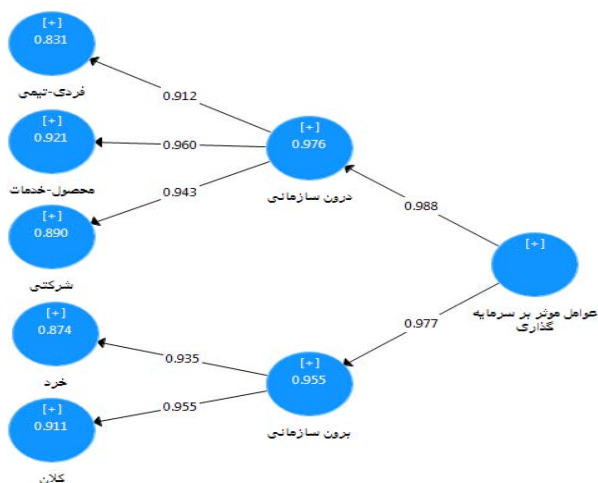 [+]
0.831
فردی-تیمی
0.912
[+]
0.921
محصول-خدمات
0.960
[+]
0.976
درون سازمانی
0.943
[+]
0.890
شرکتی
0.988
[+]
عوامل موثر بر سرمایه
گذاری
0.977
[+]
0.874
خرد
0.935
[+]
0.955
برون سازمانی
0.955
[+]
0.911
کلان